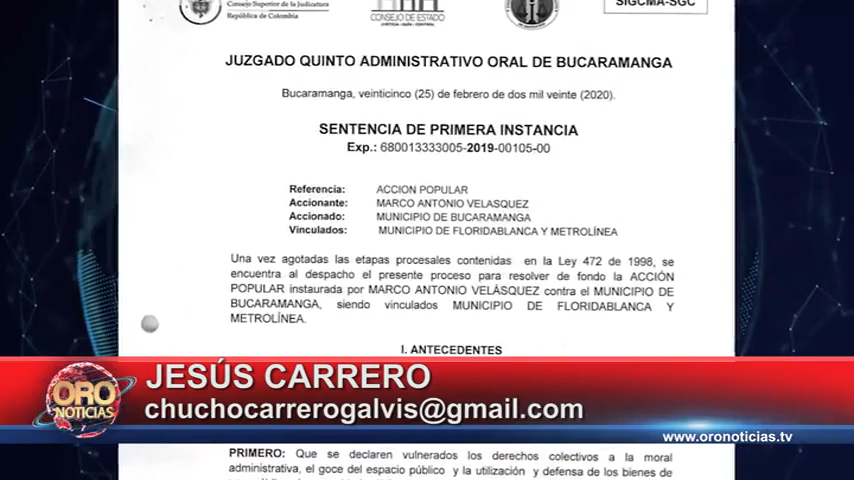 Consejo Superior de la Judicatura
República de Colombia
CONSEJO DE ESTADO
JUSTICIA - GUÍA - CONTROL
SIGCMA-SGC
JUZGADO QUINTO ADMINISTRATIVO ORAL DE BUCARAMANGA
Bucaramanga, veinticinco (25) de febrero de dos mil veinte (2020).
SENTENCIA DE PRIMERA INSTANCIA
Exp.: 680013333005-2019-00105-00
Referencia: ACCION POPULAR
Accionante: MARCO ANTONIO VELASQUEZ
Accionado: MUNICIPIO DE BUCARAMANGA
Vinculados: MUNICIPIO DE FLORIDABLANCA Y METROLÍNEA
Una vez agotadas las etapas procesales contenidas en la Ley 472 de 1998, se
encuentra al despacho el presente proceso para resolver de fondo la ACCIÓN
POPULAR instaurada por MARCO ANTONIO VELÁSQUEZ contra el MUNICIPIO DE
BUCARAMANGA, siendo vinculados MUNICIPIO DE FLORIDABLANCA Y
METROLÍNEA.
I. ANTECEDENTES
ORO
NOTICIAS
JESÚS CARRERO
chuchocarrerogalvis@gmail.com
www.oronoticias.tv
PRIMERO: Que se declaren vulnerados los derechos colectivos a la moral
administrativa, el goce del espacio público y la utilización y defensa de los bienes de